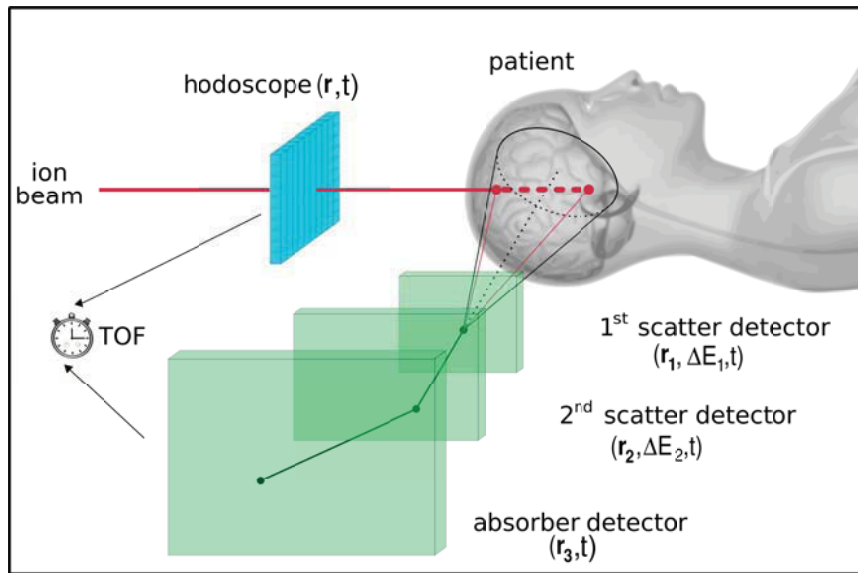 patient
hodoscope (r,t)
ion
beam
TOF
1st scatter detector
(r₁, ΔE₁,t)
2nd scatter detector
(r₂,ΔE₂,t)
absorber detector
(r₃,t)